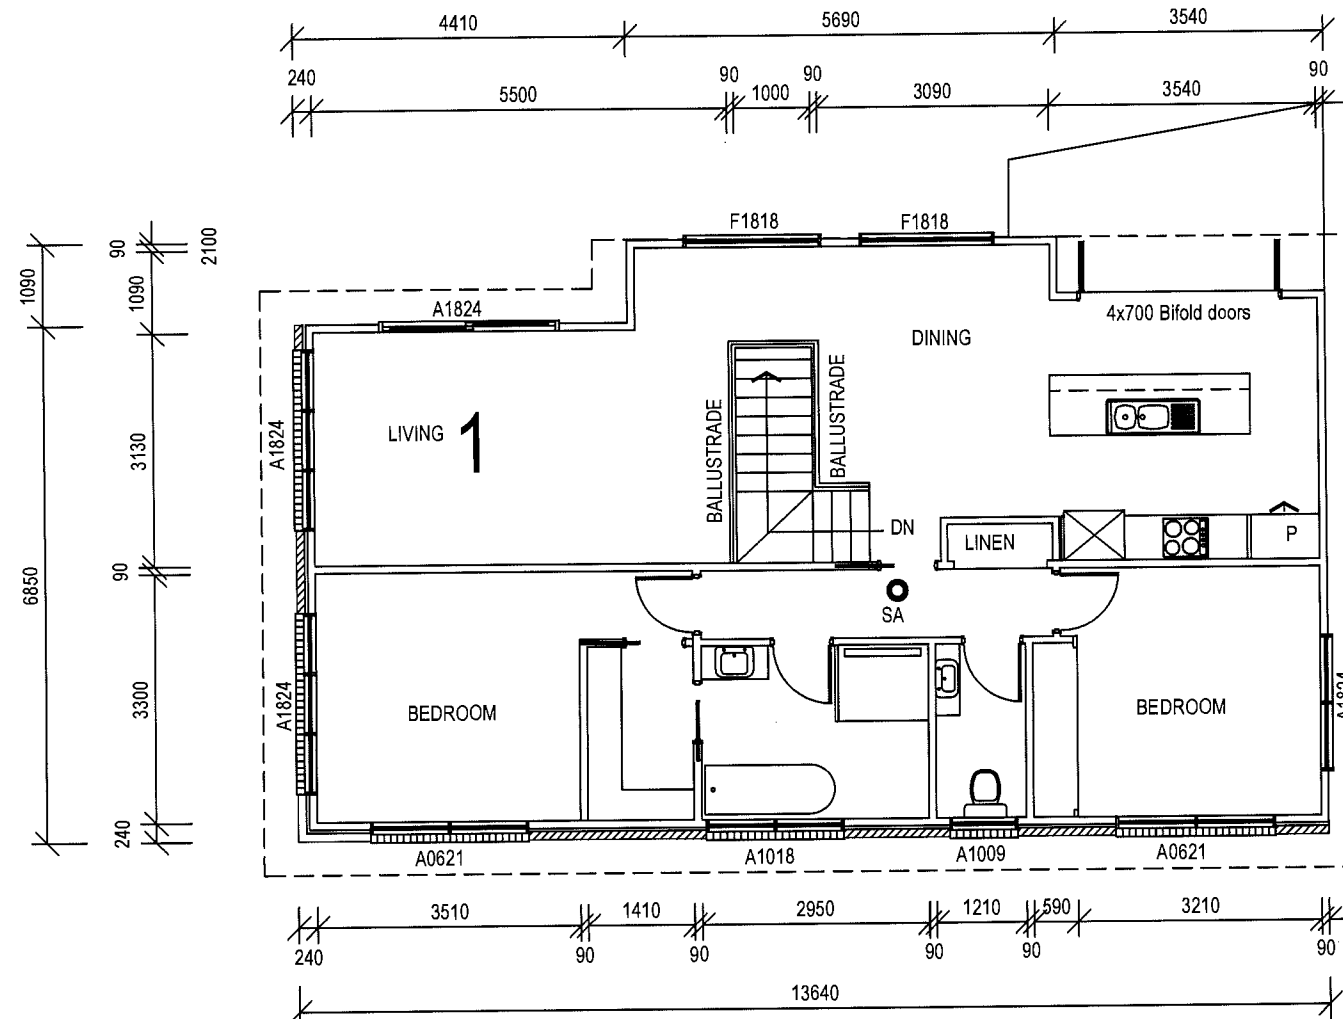 4410 5690 3540
240 5500 90 1000 90 3090 3540 90
F1818 F1818
1090 90 1090 2100
A1824
4x700 Bifold doors
DINING
LIVING 1
BALLUSTRADE
BALLUSTRADE
A1824
3130
DN
LINEN
P
6850
90
SA
BEDROOM
BEDROOM
A1824
3300
240
A0621 A1018 A1009 A0621
3510 1410 2950 1210 590 3210
240 90 90 90 90 90
13640